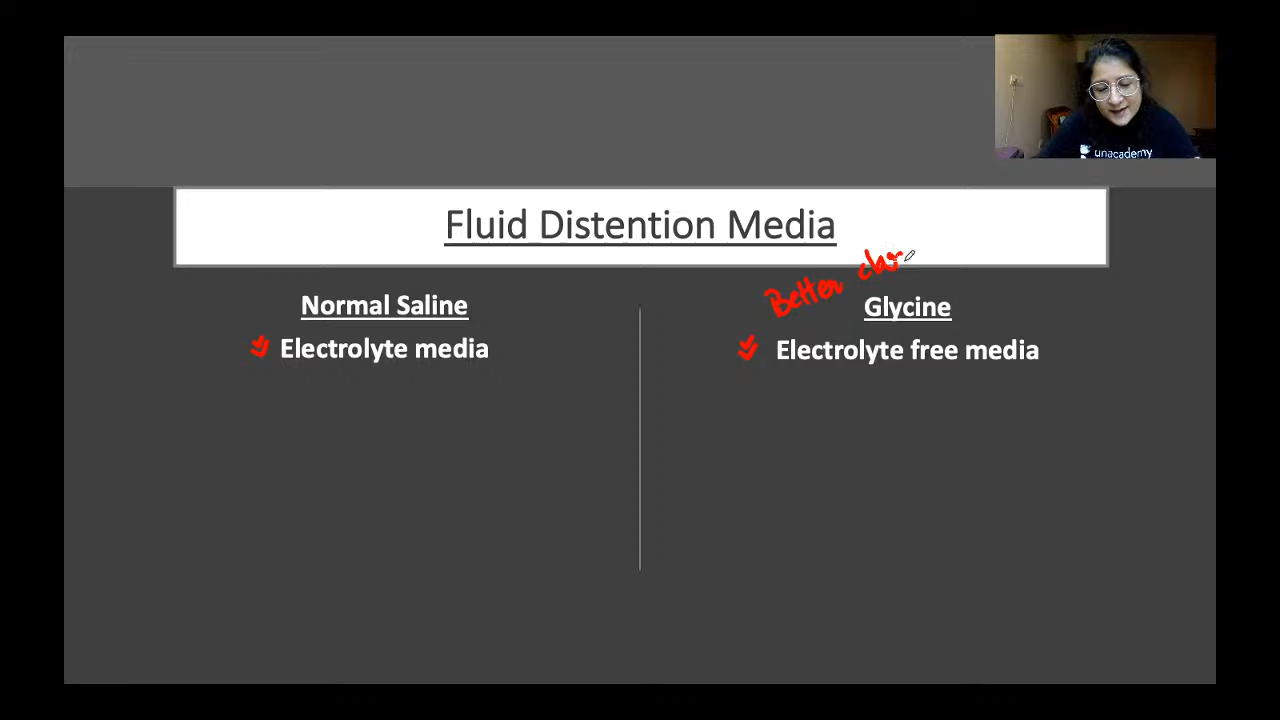 unacademy
Fluid Distention Media
Better
Normal Saline
Glycine
Electrolyte media
Electrolyte free media